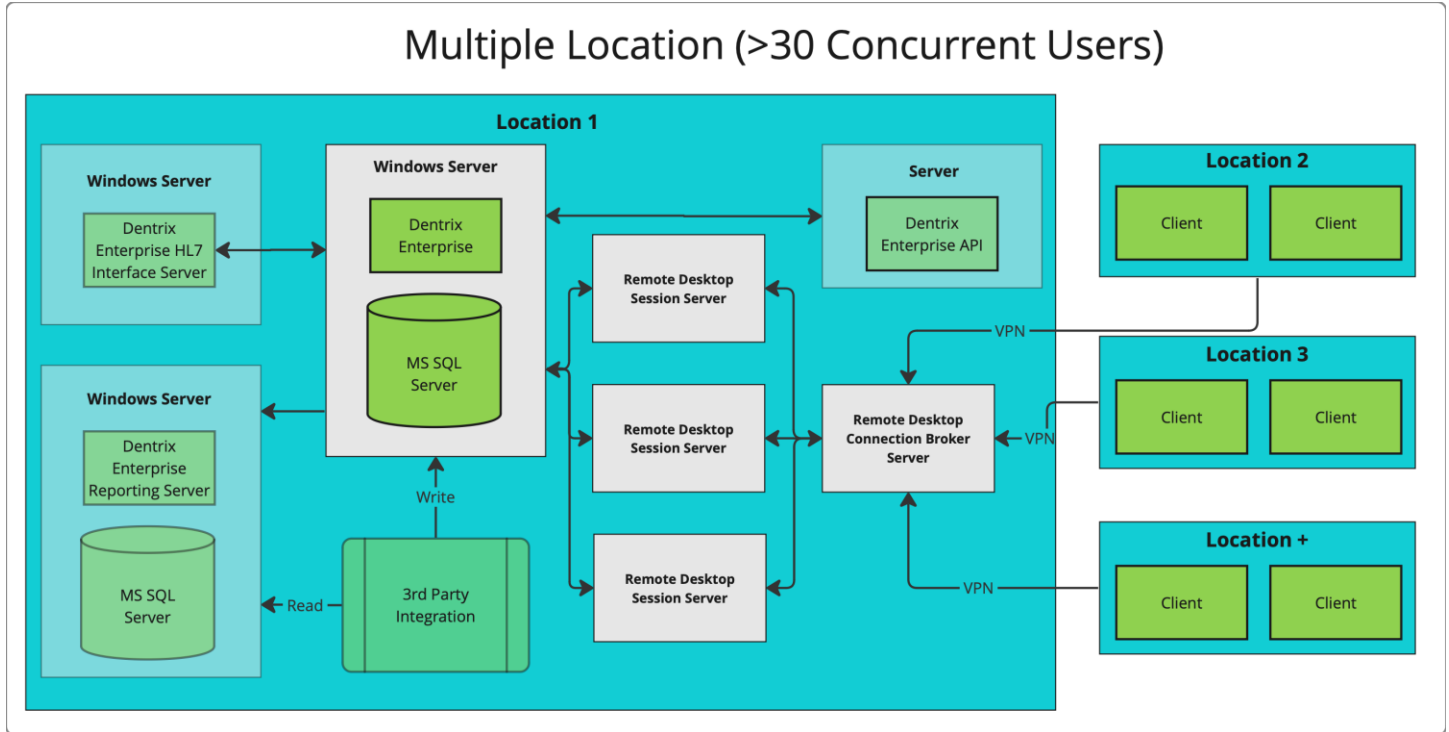 Multiple Location (>30 Concurrent Users)
Location 1
Windows Server
Dentrix
Enterprise HL7
Interface Server
Windows Server
Dentrix
Enterprise
MS SQL
Server
Server
Dentrix
Enterprise API
Remote Desktop
Session Server
Remote Desktop
Session Server
Remote Desktop
Session Server
Remote Desktop
Connection Broker
Server
Windows Server
Dentrix
Enterprise
Reporting Server
MS SQL
Server
Write
Read
3rd Party
Integration
VPN
VPN
VPN
Location 2
Client
Client
Location 3
Client
Client
Location +
Client
Client